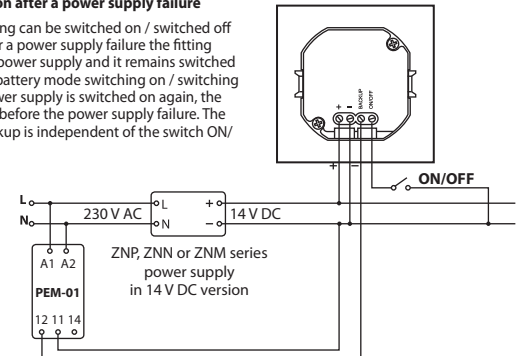 on after a power supply failure
ng can be switched on / switched off
r a power supply failure the fitting
power supply and it remains switched
battery mode switching on / switching
wer supply is switched on again, the
before the power supply failure. The
kup is independent of the switch ON/
+ − BACKUP ON/OFF
+ −
ON/OFF
L
N
230 V AC
L +
N −
14 V DC
ZNP, ZNN or ZNM series
power supply
in 14 V DC version
A1 A2
PEM-01
12 11 14